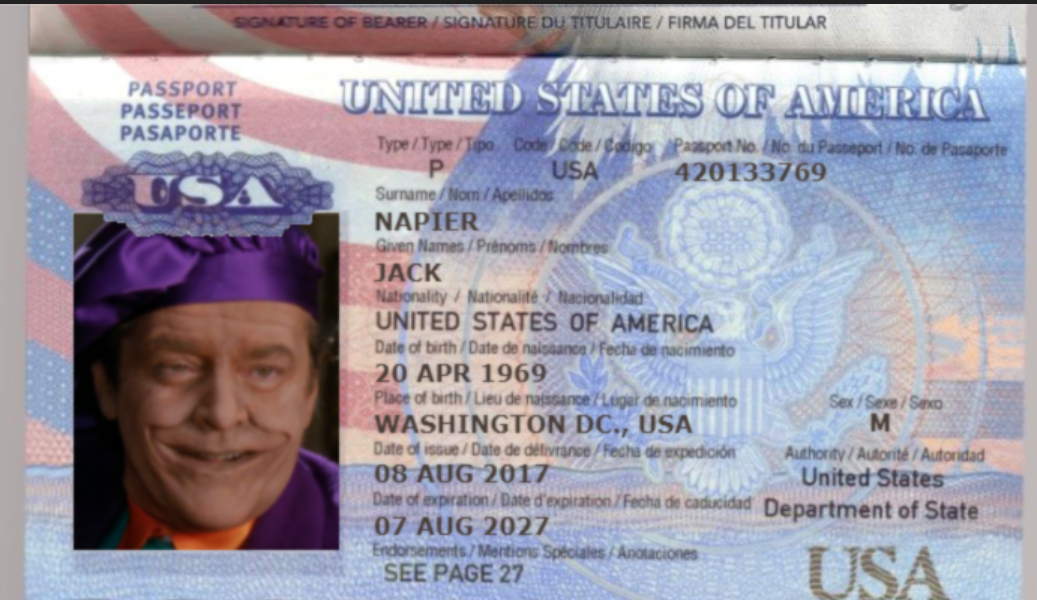 SIGNATURE OF BEARER / SIGNATURE DU TITULAIRE / FIRMA DEL TITULAR
PASSPORT
PASSEPORT
PASAPORTE
USA
UNITED STATES OF AMERICA
Type / Type / Tipo Code / Code / Codigo Passport No. / No. du Passeport / No. de Pasaporte
P USA 420133769
Surname / Nom / Apellidos
NAPIER
Given Names / Prénoms / Nombres
JACK
Nationality / Nationalité / Nacionalidad
UNITED STATES OF AMERICA
Date of birth / Date de naissance / Fecha de nacimiento
20 APR 1969
Place of birth / Lieu de naissance / Lugar de nacimiento Sex / Sexe / Sexo
WASHINGTON DC., USA M
Date of issue / Date de délivrance / Fecha de expedición Authority / Autorité / Autoridad
08 AUG 2017 United States
Date of expiration / Date d'expiration / Fecha de caducidad Department of State
07 AUG 2027
Endorsements / Mentions Spéciales / Anotaciones
SEE PAGE 27
USA